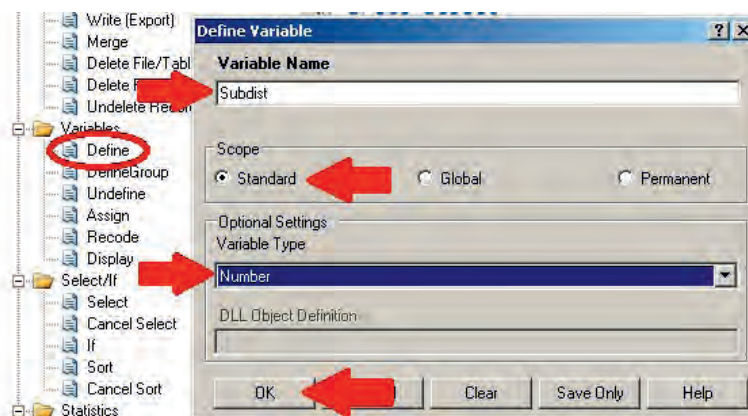 Write (Export)
Merge
Delete File/Tabl
Delete
Undelete Recor
Variables
Define
DefineGroup
Undefine
Assign
Recode
Display
Select/If
Select
Cancel Select
If
Sort
Cancel Sort
Statistics
Define Variable
Variable Name
Subdist
Scope
Standard Global Permanent
Optional Settings
Variable Type
Number
DLL Object Definition
OK Clear Save Only Help